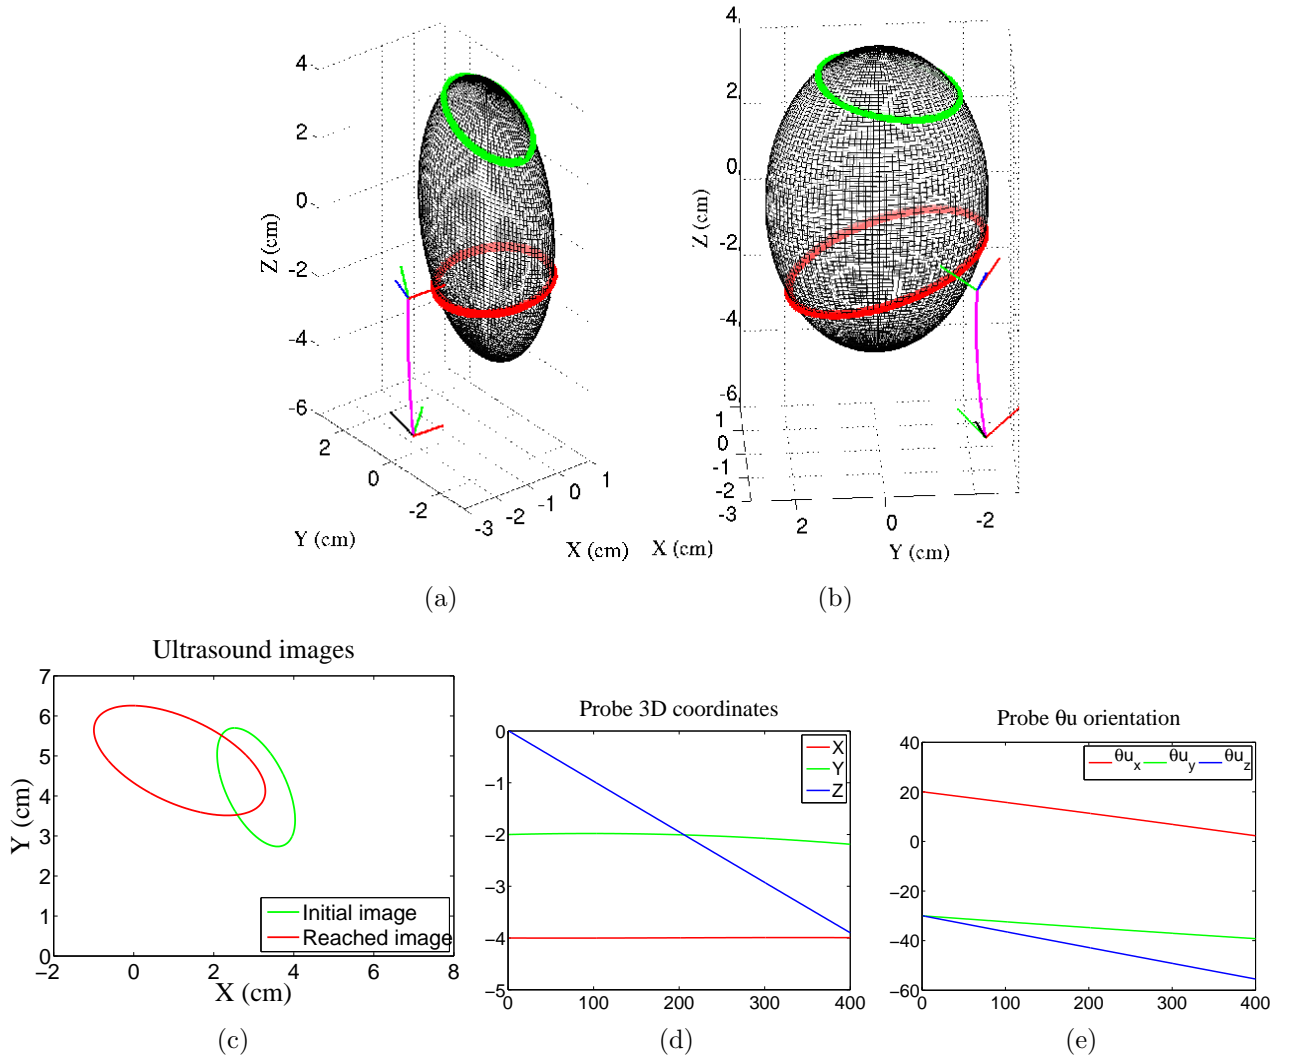 4
2
0
−2
−4
−6
Z (cm)
2
0
−2
Y (cm)
−3
−2
−1
0
1
X (cm)
(a)
4
2
0
−2
−4
−6
Z (cm)
1
0
−1
−2
−3
X (cm)
2
0
−2
Y (cm)
(b)
Ultrasound images
7
6
5
4
3
2
1
0
Y (cm)
−2
0
2
4
6
8
X (cm)
Initial image
Reached image
(c)
Probe 3D coordinates
0
−1
−2
−3
−4
−5
0
100
200
300
400
X
Y
Z
(d)
Probe θu orientation
40
20
0
−20
−40
−60
0
100
200
300
400
θu_x θu_y θu_z
(e)